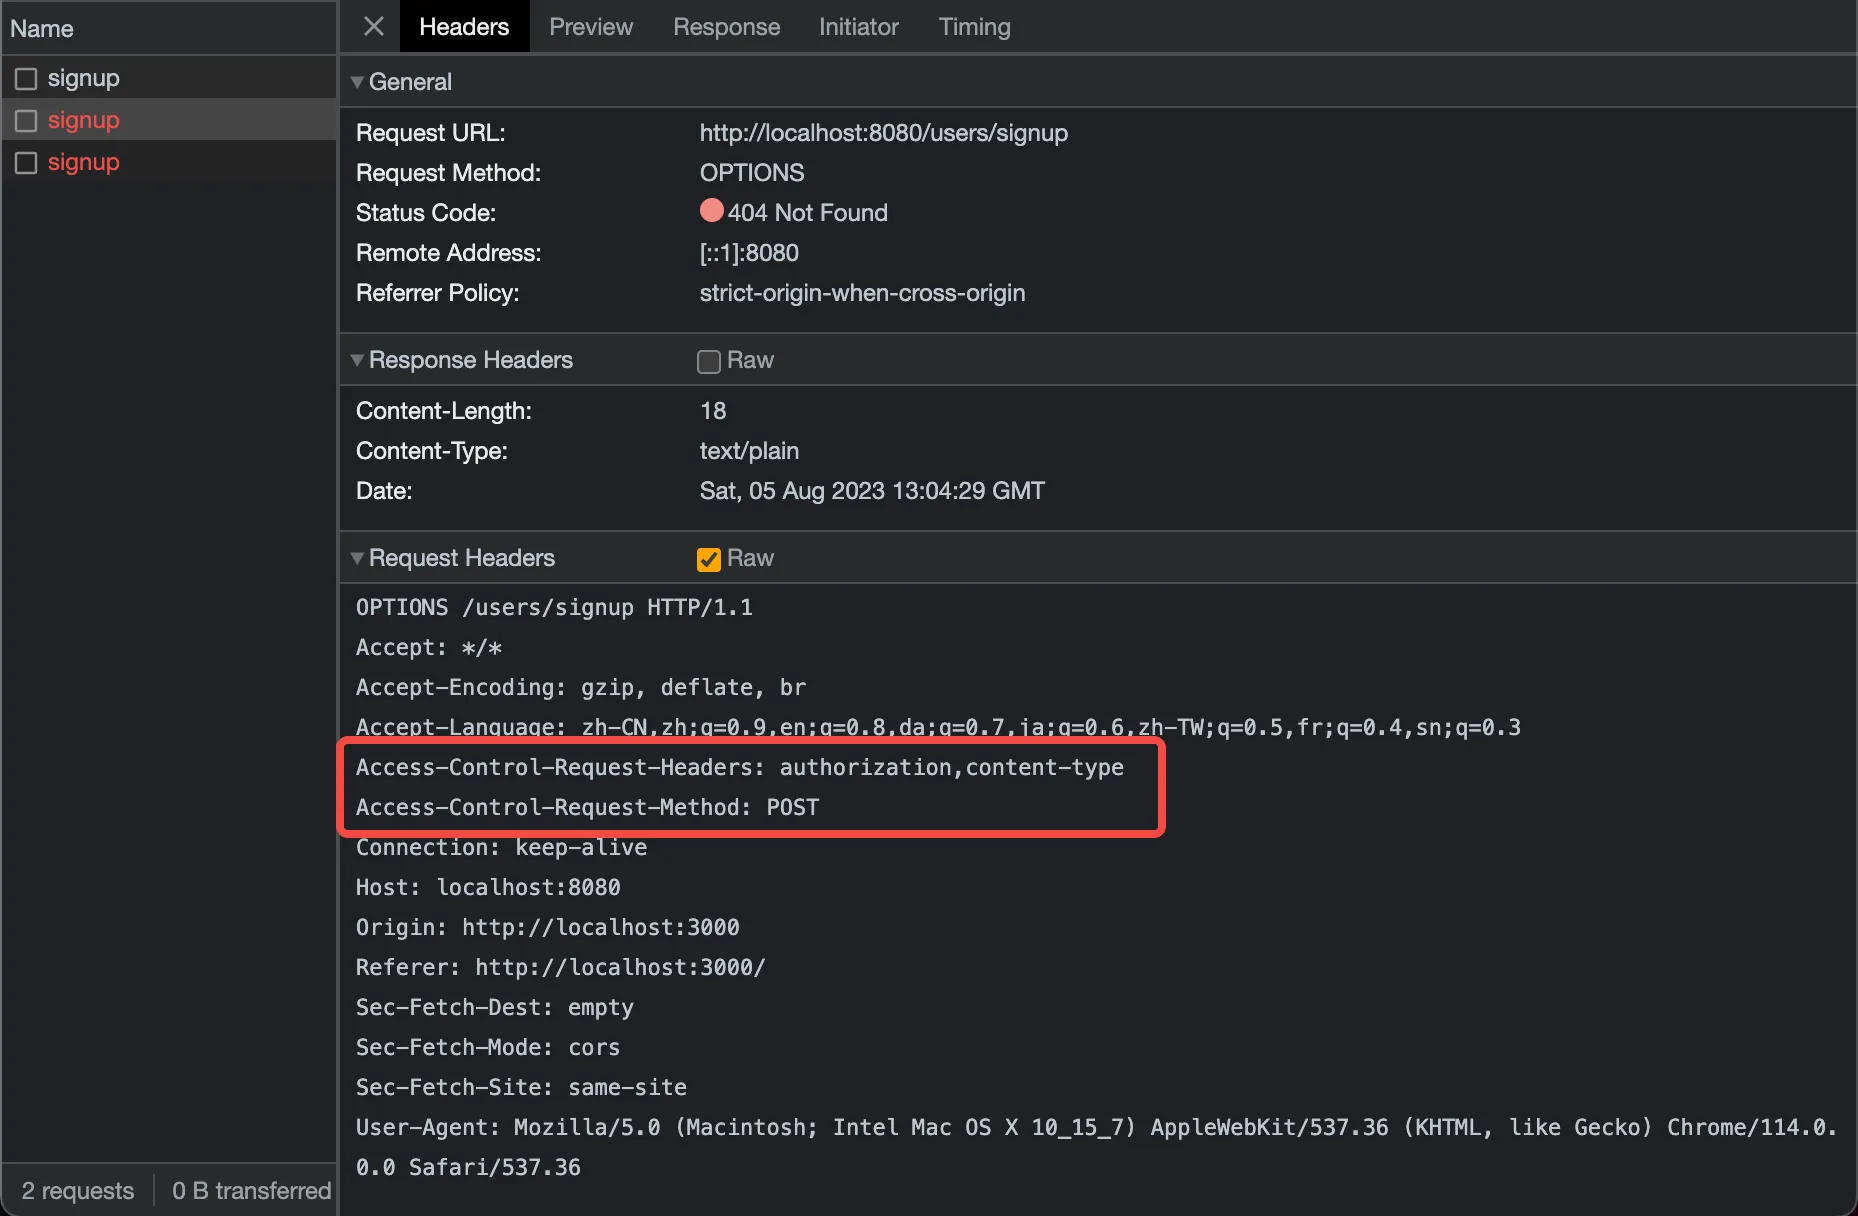 Name
Headers Preview Response Initiator Timing
signup
signup
signup
General
Request URL: http://localhost:8080/users/signup
Request Method: OPTIONS
Status Code: 404 Not Found
Remote Address: [::1]:8080
Referrer Policy: strict-origin-when-cross-origin
Response Headers Raw
Content-Length: 18
Content-Type: text/plain
Date: Sat, 05 Aug 2023 13:04:29 GMT
Request Headers Raw
OPTIONS /users/signup HTTP/1.1
Accept: */*
Accept-Encoding: gzip, deflate, br
Accept-Language: zh-CN,zh;q=0.9,en;q=0.8,da;q=0.7,ja;q=0.6,zh-TW;q=0.5,fr;q=0.4,sn;q=0.3
Access-Control-Request-Headers: authorization,content-type
Access-Control-Request-Method: POST
Connection: keep-alive
Host: localhost:8080
Origin: http://localhost:3000
Referer: http://localhost:3000/
Sec-Fetch-Dest: empty
Sec-Fetch-Mode: cors
Sec-Fetch-Site: same-site
User-Agent: Mozilla/5.0 (Macintosh; Intel Mac OS X 10_15_7) AppleWebKit/537.36 (KHTML, like Gecko) Chrome/114.0.
0.0 Safari/537.36
2 requests 0 B transferred